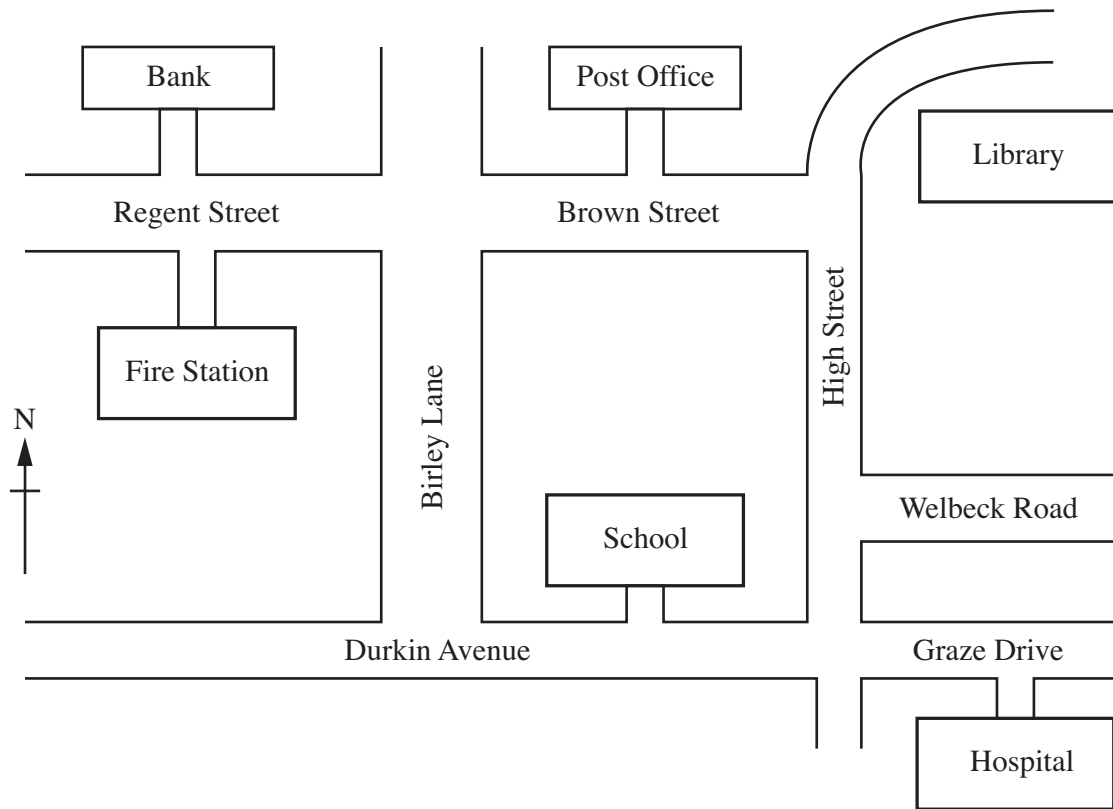 Bank
Post Office
Library
Regent Street
Brown Street
High Street
Fire Station
N
Birley Lane
Welbeck Road
School
Durkin Avenue
Graze Drive
Hospital